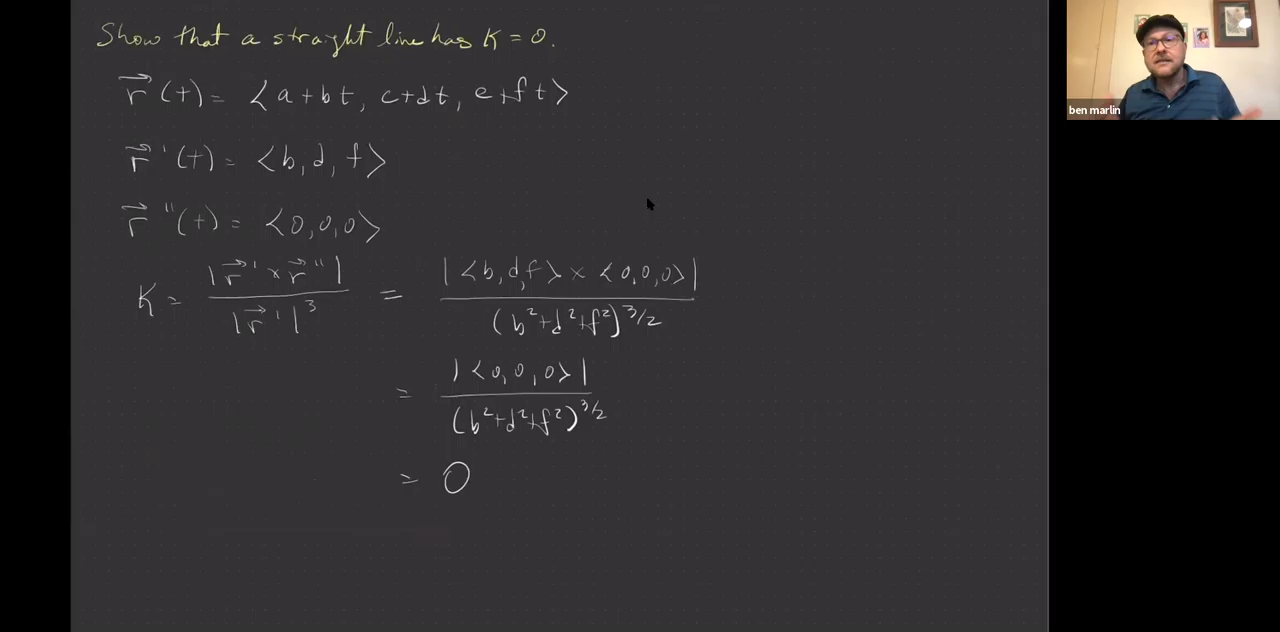 Show that a straight line has K = 0.
r⃗(t) = ⟨a+bt, c+dt, e+ft⟩
r⃗'(t) = ⟨b, d, f⟩
r⃗''(t) = ⟨0,0,0⟩
K = |r⃗' × r⃗''| / |r⃗'|³ = |⟨b,d,f⟩ × ⟨0,0,0⟩| / (b²+d²+f²)^3/2
= |⟨0,0,0⟩| / (b²+d²+f²)^3/2
= 0
ben marlin